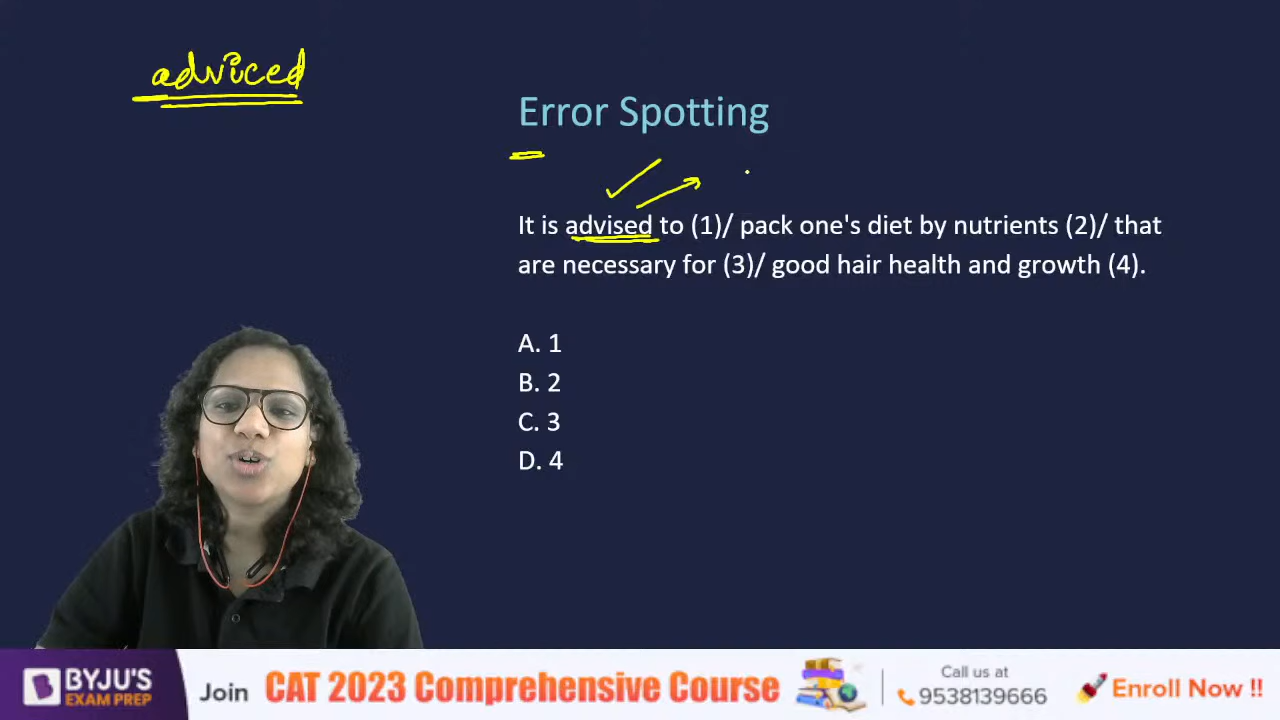 adviced
Error Spotting
It is advised to (1)/ pack one's diet by nutrients (2)/ that
are necessary for (3)/ good hair health and growth (4).
A. 1
B. 2
C. 3
D. 4
BYJU'S
EXAM PREP
Join CAT 2023 Comprehensive Course
Call us at
9538139666
Enroll Now !!